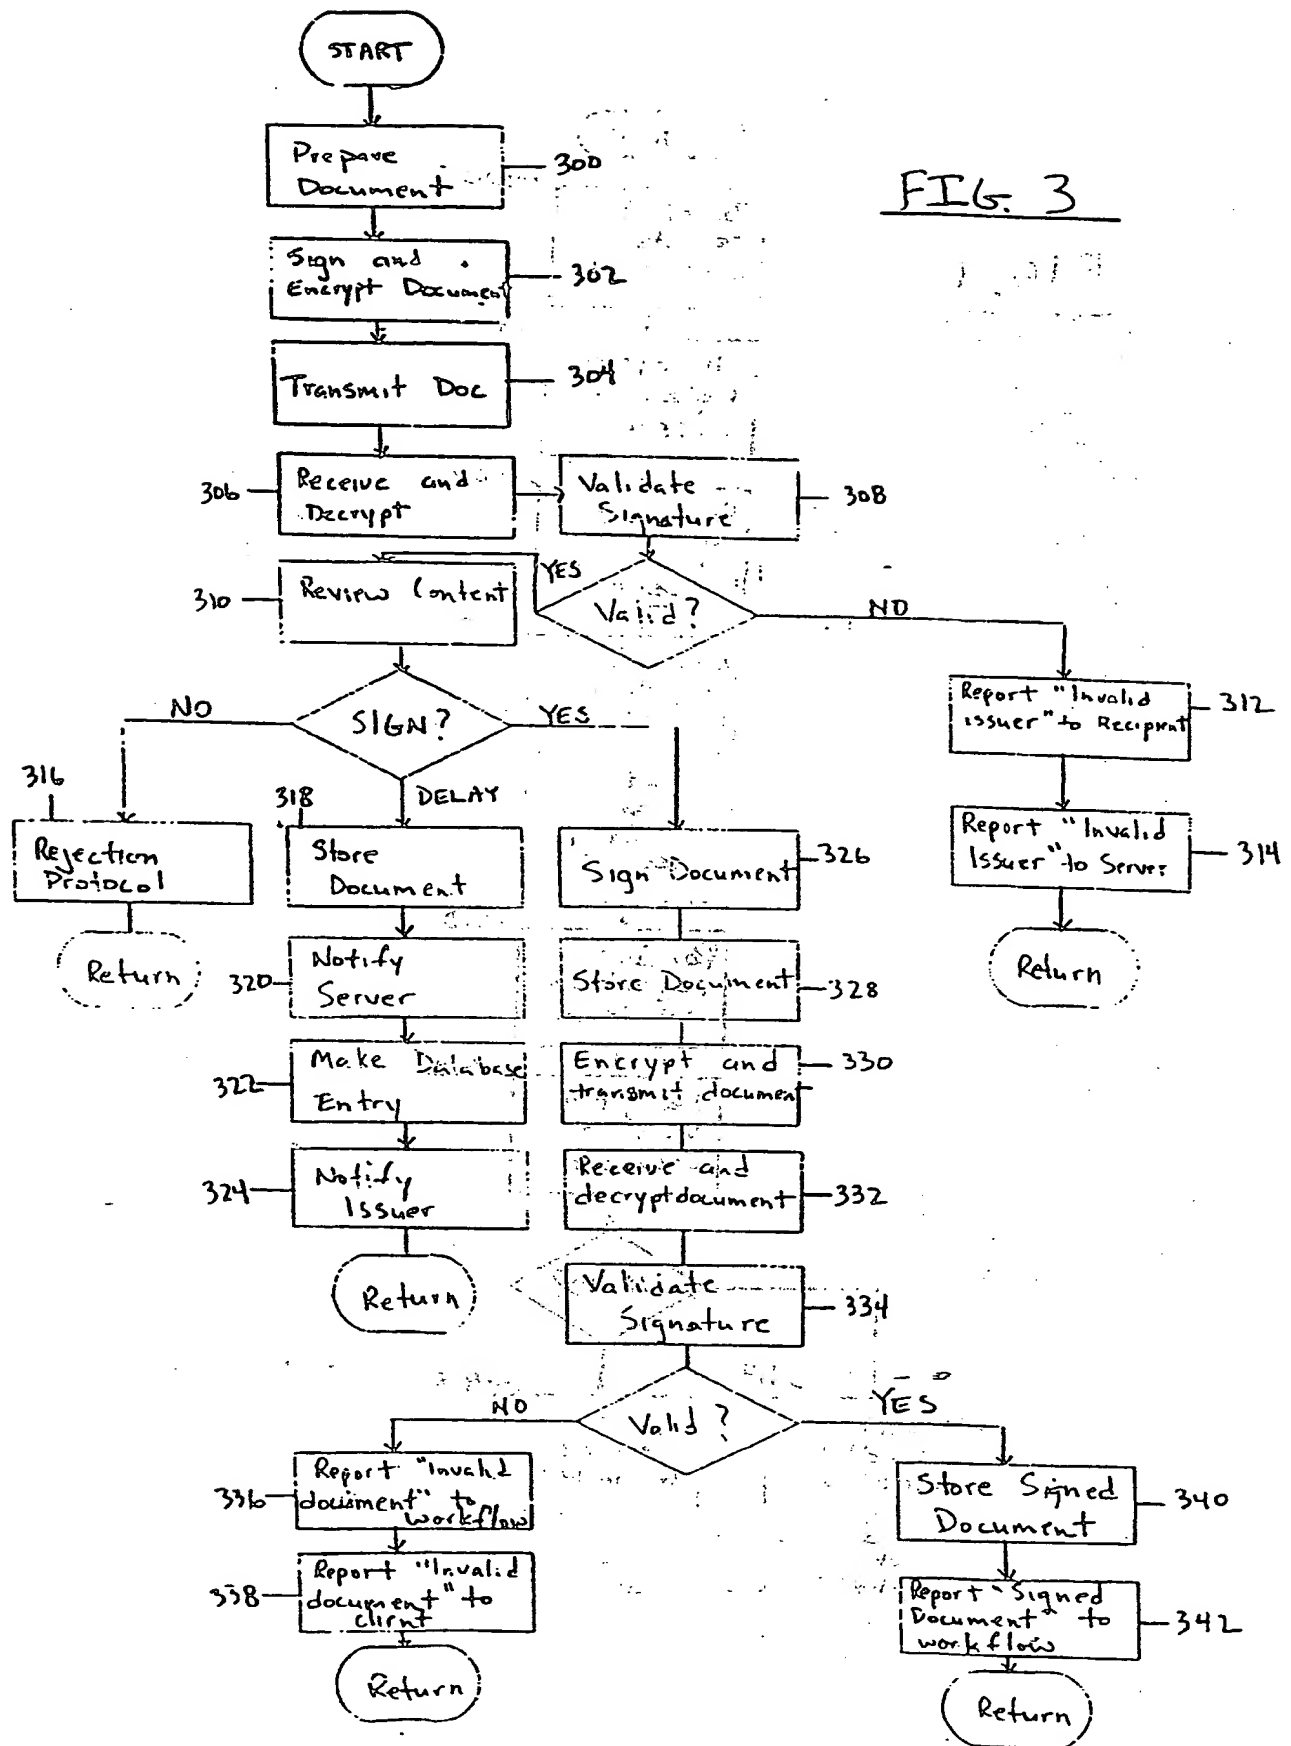 START
Prepare
Document
300
FIG. 3
Sign and
Encrypt Document
302
Transmit Doc
304
306
Receive and
Decrypt
Validate
Signature
308
310
Review Content
YES
Valid?
NO
NO
SIGN?
YES
DELAY
Report "Invalid
issuer" to Recipient
312
Report "Invalid
Issuer" to Server
314
Return
316
Rejection
Protocol
Return
318
Store
Document
326
Sign Document
320
Notify
Server
Store Document
328
322
Make Database
Entry
Encrypt and
transmit document
330
324
Notify
Issuer
Receive and
decrypt document
332
Return
Validate
Signature
334
NO
Valid?
YES
336
Report "Invalid
document" to
workflow
Store Signed
Document
340
338
Report "Invalid
document" to
client
Report "Signed
Document" to
workflow
342
Return
Return